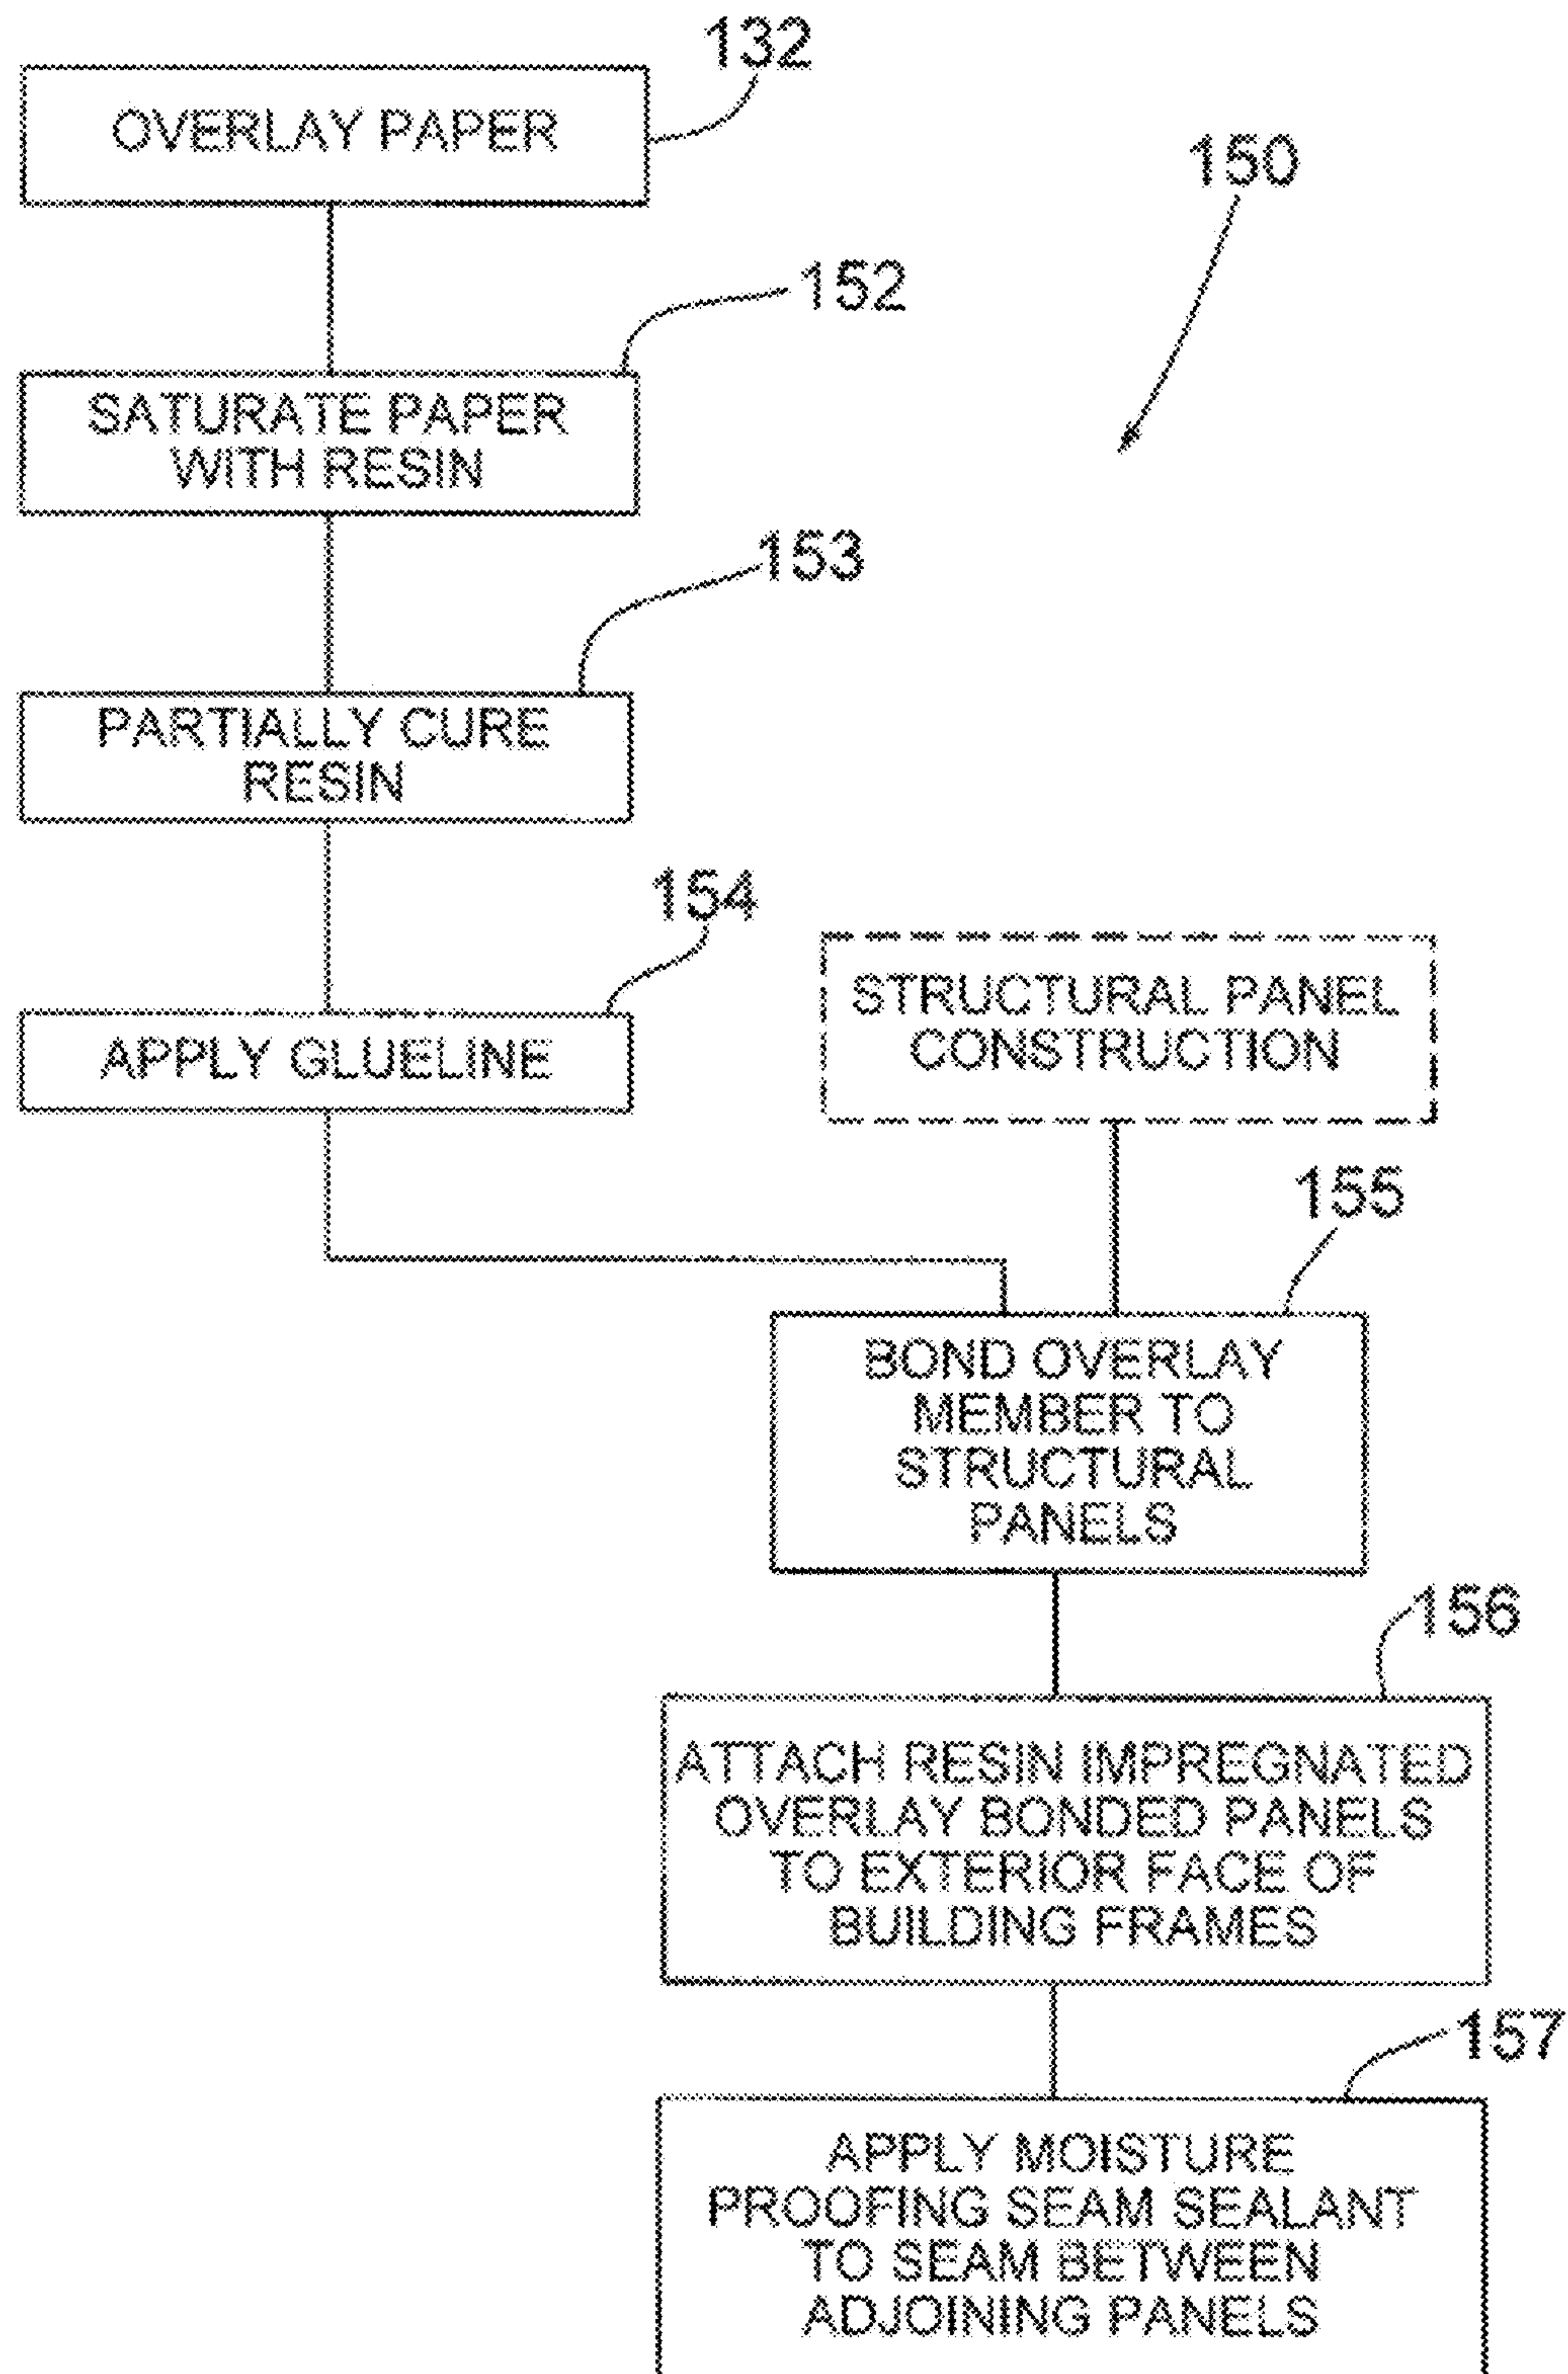 132
OVERLAY PAPER
150
152
SATURATE PAPER
WITH RESIN
153
PARTIALLY CURE
RESIN
154
APPLY GLUELINE
STRUCTURAL PANEL
CONSTRUCTION
155
BOND OVERLAY
MEMBER TO
STRUCTURAL
PANELS
156
ATTACH RESIN IMPREGNATED
OVERLAY BONDED PANELS
TO EXTERIOR FACE OF
BUILDING FRAMES
157
APPLY MOISTURE
PROOFING SEAM SEALANT
TO SEAM BETWEEN
ADJOINING PANELS